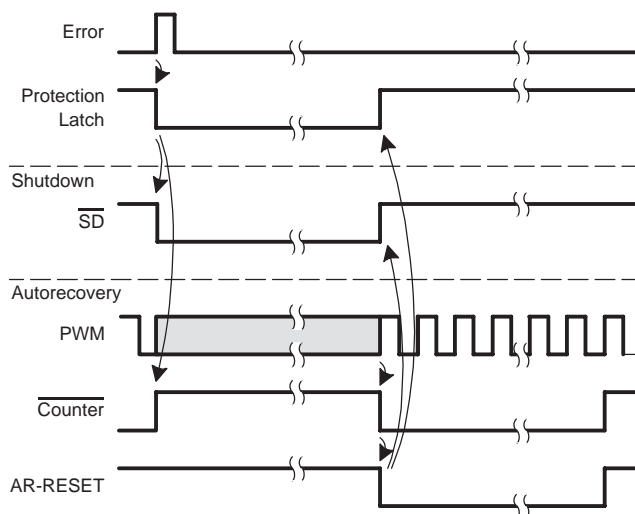 Error
Protection
Latch
Shutdown
SD
Autorecovery
PWM
Counter
AR-RESET